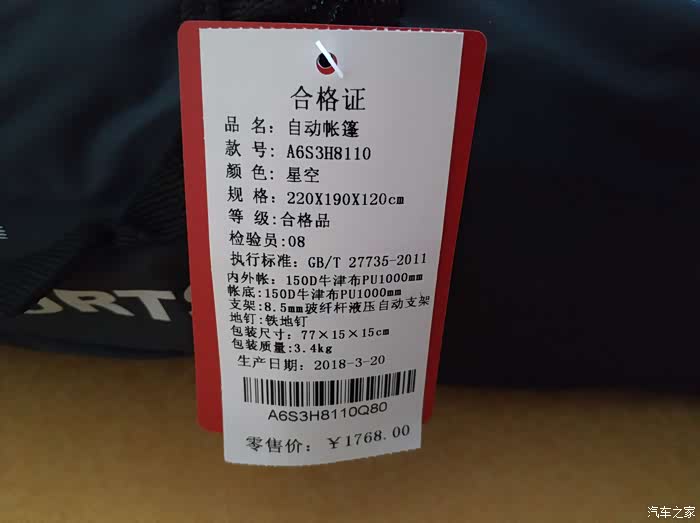 合格证
品 名: 自动帐篷
款 号: A6S3H8110
颜 色: 星空
规 格: 220X190X120cm
等 级:合格品
检验员:08
执行标准: GB/T 27735-2011
内外帐: 150D牛津布PU1000mm
帐底:150D牛津布PU1000mm
支架:8.5mm玻纤杆液压自动支架
地钉:铁地钉
包装尺寸: 77×15×15cm
包装质量:3.4kg
生产日期: 2018-3-20
A6S3H8110Q80
零售价: ¥1768.00
ORTS
汽车之家